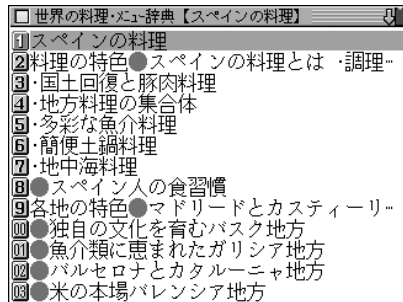 世界の料理･ﾒﾆｭｰ辞典【スペインの料理】
1スペインの料理
2料理の特色●スペインの料理とは ･調理…
3･国土回復と豚肉料理
4･地方料理の集合体
5･多彩な魚介料理
6･簡便土鍋料理
7･地中海料理
8●スペイン人の食習慣
9各地の特色●マドリードとカスティーリ…
00●独自の文化を育むバスク地方
01●魚介類に恵まれたガリシア地方
02●バルセロナとカタルーニャ地方
03●米の本場バレンシア地方